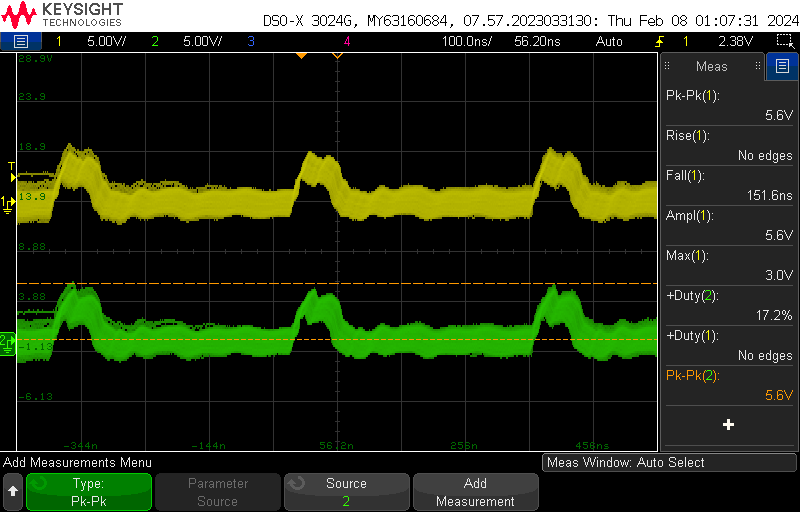 KEYSIGHT
TECHNOLOGIES
DSO-X 3024G, MY63160684, 07.57.2023033130: Thu Feb 08 01:07:31 2024
1 5.00V/ 2 5.00V/ 3 4 100.0ns/ 56.20ns Auto 1 2.38V
28.9V
23.9
18.9
T
1
13.9
8.88
3.88
2
-1.13
-6.13
-344n -144n 56.2n 256n 456ns
Meas
Pk-Pk(1):
5.6V
Rise(1):
No edges
Fall(1):
151.6ns
Ampl(1):
5.6V
Max(1):
3.0V
+Duty(2):
17.2%
+Duty(1):
No edges
Pk-Pk(2):
5.6V
Add Measurements Menu
Meas Window: Auto Select
Type:
Pk-Pk
Parameter
Source
Source
2
Add
Measurement